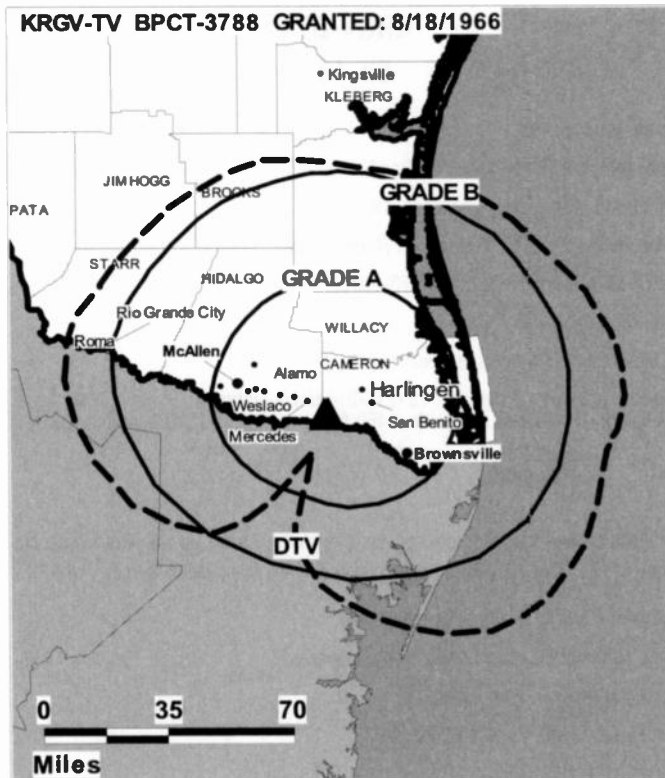 KRGV-TV BPCT-3788 GRANTED: 8/18/1966
Kingsville
KLEBERG
JIM HOGG
BROOKS
GRADE B
PATA
STARR
HIDALGO
GRADE A
Rio Grande City
WILLACY
Roma
McAllen
CAMERON
Alamo
Harlingen
Weslaco
San Benito
Mercedes
Brownsville
DTV
0 35 70
Miles